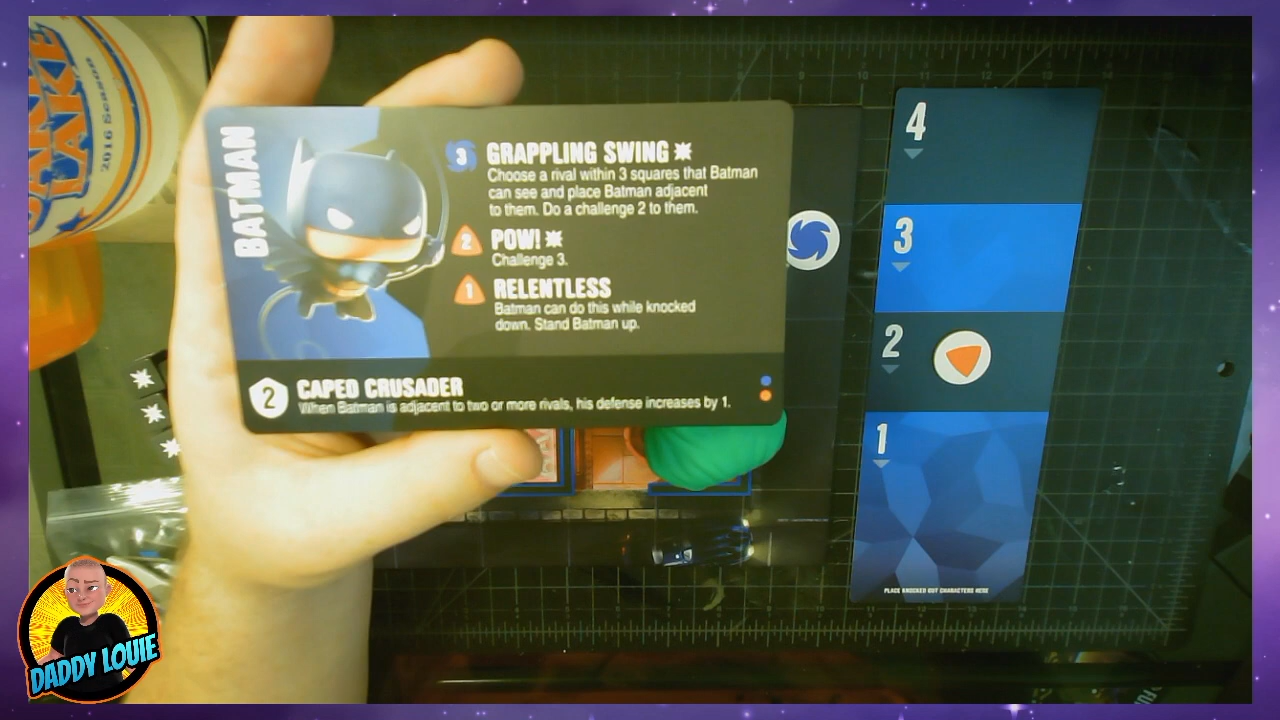 LAKE
2016 Season
BATMAN
3 GRAPPLING SWING
Choose a rival within 3 squares that Batman
can see and place Batman adjacent
to them. Do a challenge 2 to them.
2 POW!
Challenge 3.
1 RELENTLESS
Batman can do this while knocked
down. Stand Batman up.
2 CAPED CRUSADER
When Batman is adjacent to two or more rivals, his defense increases by 1.
4
3
2
1
PLACE KNOCKED OUT CHARACTERS HERE
DADDY LOUIE